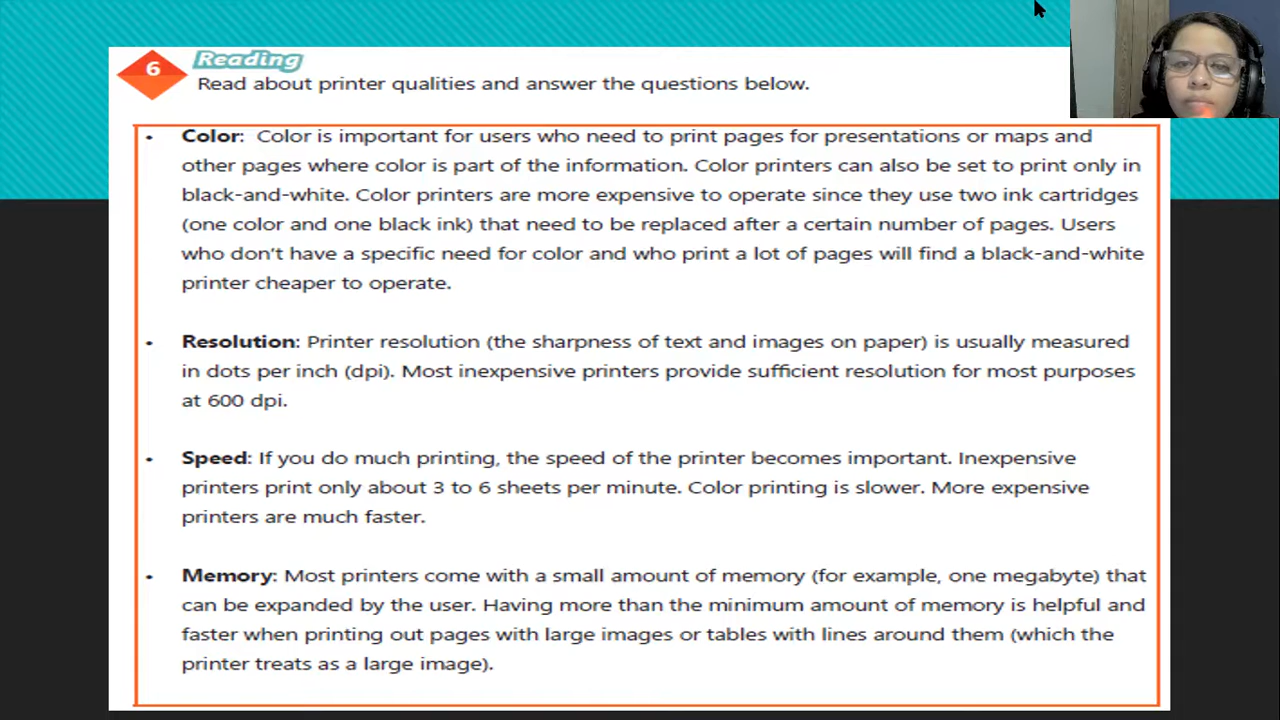 6
Reading
Read about printer qualities and answer the questions below.
• Color: Color is important for users who need to print pages for presentations or maps and
other pages where color is part of the information. Color printers can also be set to print only in
black-and-white. Color printers are more expensive to operate since they use two ink cartridges
(one color and one black ink) that need to be replaced after a certain number of pages. Users
who don't have a specific need for color and who print a lot of pages will find a black-and-white
printer cheaper to operate.
• Resolution: Printer resolution (the sharpness of text and images on paper) is usually measured
in dots per inch (dpi). Most inexpensive printers provide sufficient resolution for most purposes
at 600 dpi.
• Speed: If you do much printing, the speed of the printer becomes important. Inexpensive
printers print only about 3 to 6 sheets per minute. Color printing is slower. More expensive
printers are much faster.
• Memory: Most printers come with a small amount of memory (for example, one megabyte) that
can be expanded by the user. Having more than the minimum amount of memory is helpful and
faster when printing out pages with large images or tables with lines around them (which the
printer treats as a large image).